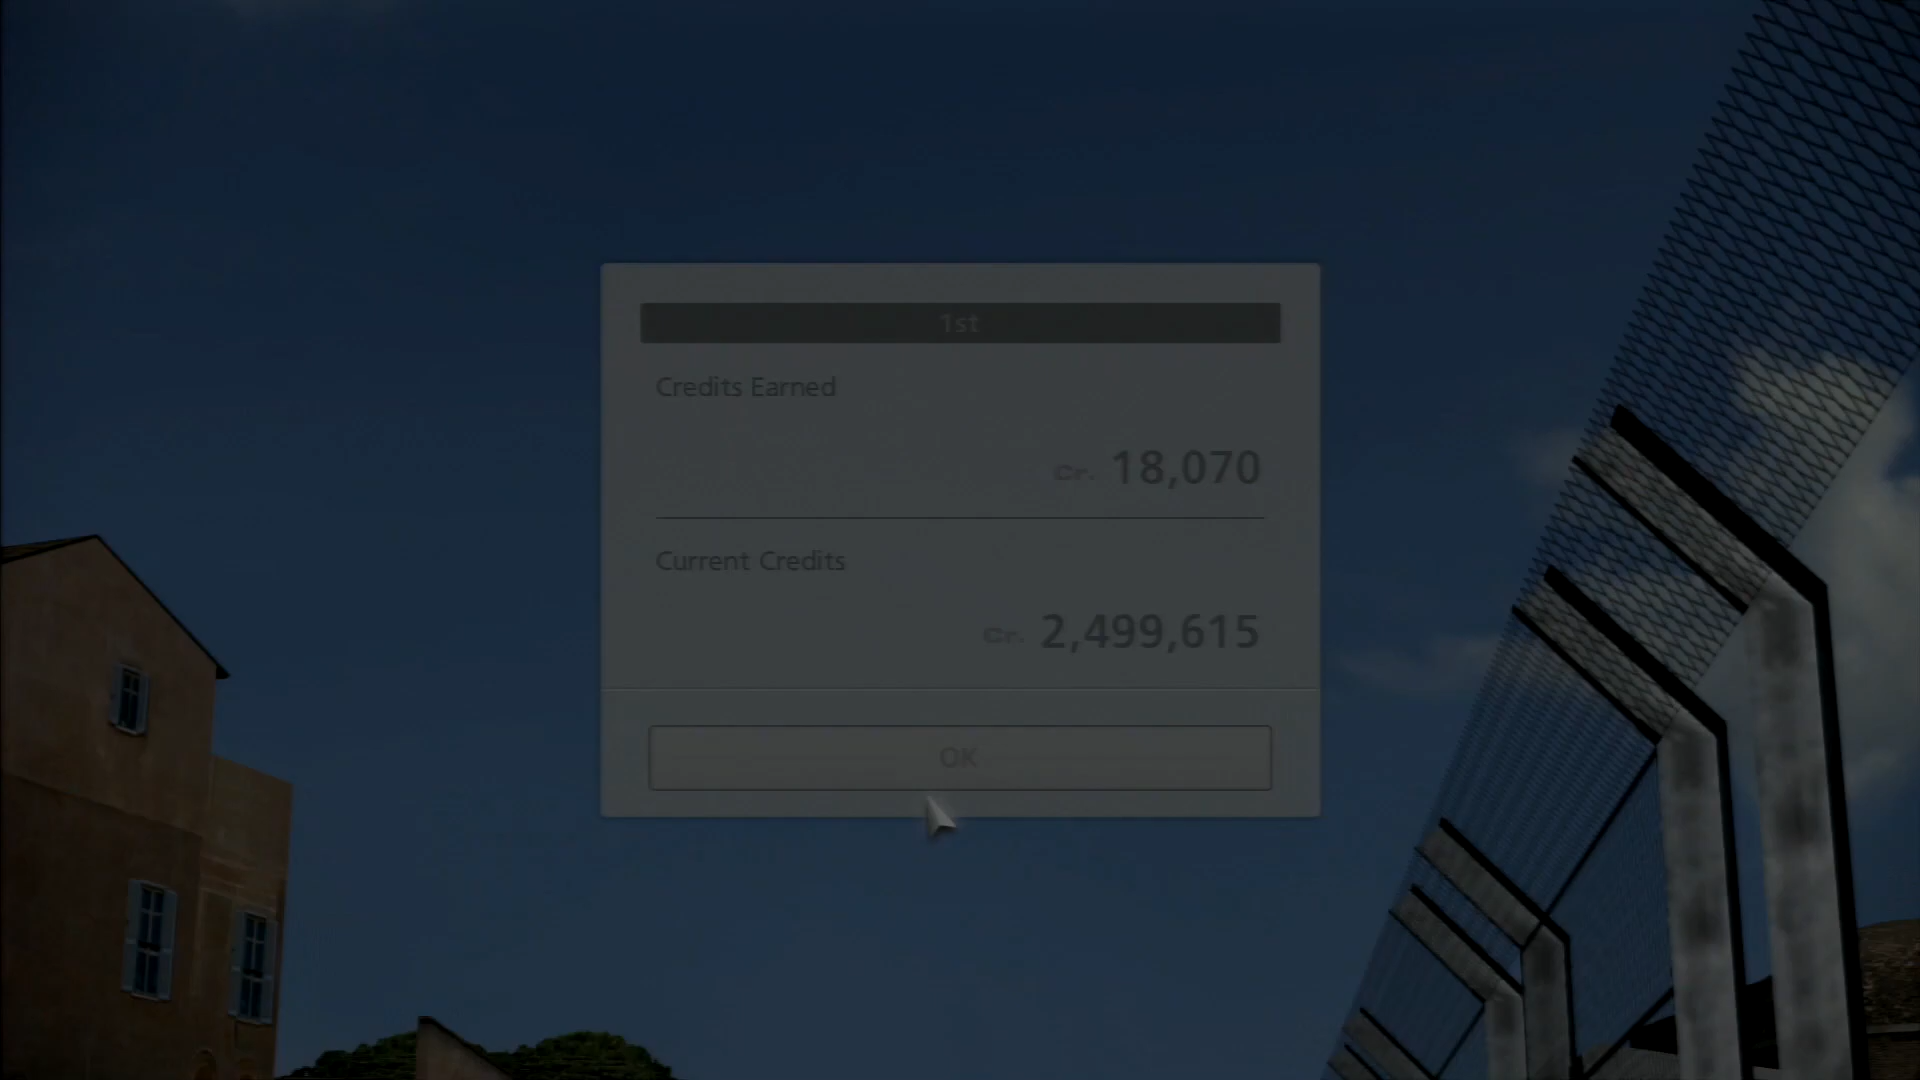 1st
Credits Earned
Cr. 18,070
Current Credits
Cr. 2,499,615
OK